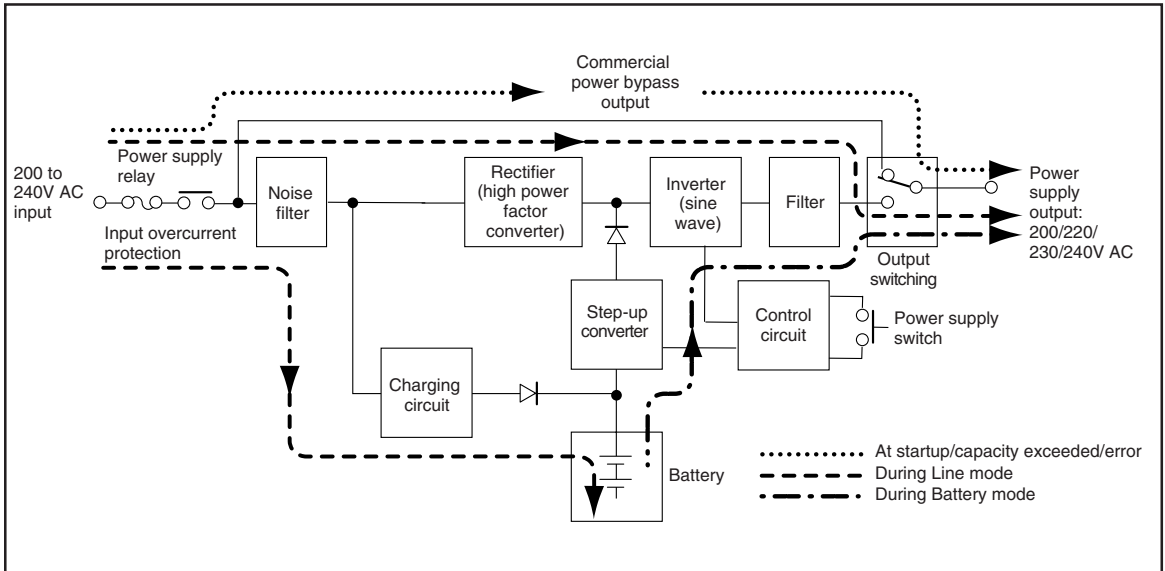 Commercial
power bypass
output
200 to
240V AC
input
Power supply
relay
Input overcurrent
protection
Noise
filter
Rectifier
(high power
factor
converter)
Inverter
(sine
wave)
Filter
Output
switching
Power
supply
output:
200/220/
230/240V AC
Step-up
converter
Control
circuit
Power supply
switch
Charging
circuit
Battery
At startup/capacity exceeded/error
During Line mode
During Battery mode